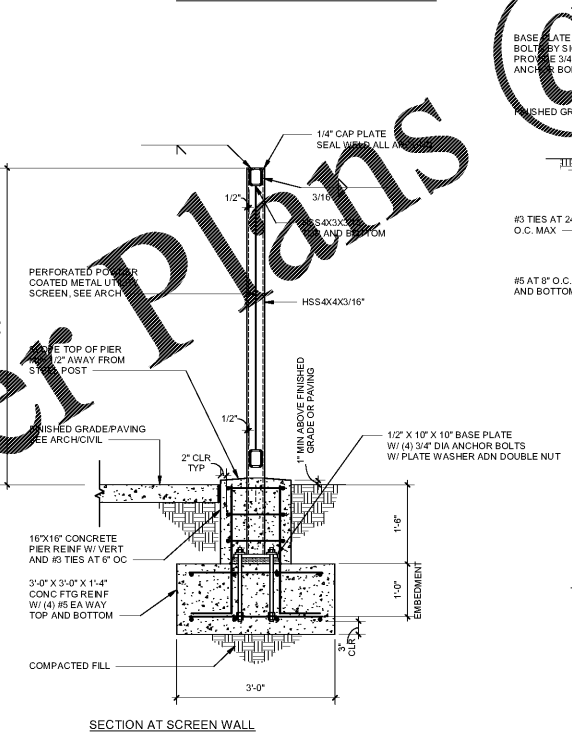 er Plans
©
BASE PLATE
BOLTS BY
PROVIDE 3/4
ANCHOR
FINISHED
1/4" CAP PLATE
SEAL WELD ALL
1/2"
3/16
TOP AND BOTTOM
#3 TIES AT
O.C. MAX
PERFORATED POWDER
COATED METAL
SCREEN, SEE ARCH
HSS4X4X3/16"
#5 AT 8" O.C.
AND BOTTOM
SLOPE TOP OF PIER
1/2" AWAY FROM
STEEL POST
1" MIN ABOVE FINISHED
GRADE OR PAVING
1/2"
FINISHED GRADE/PAVING
SEE ARCH/CIVIL
1/2" X 10" X 10" BASE PLATE
W/ (4) 3/4" DIA ANCHOR BOLTS
W/ PLATE WASHER ADN DOUBLE NUT
2" CLR
TYP
1'-6"
16"X16" CONCRETE
PIER REINF W/ VERT
AND #3 TIES AT 6" OC
3'-0" X 3'-0" X 1'-4"
CONC FTG REINF
W/ (4) #5 EA WAY
TOP AND BOTTOM
1'-0"
EMBEDMENT
3"
CLR
COMPACTED FILL
3'-0"
SECTION AT SCREEN WALL